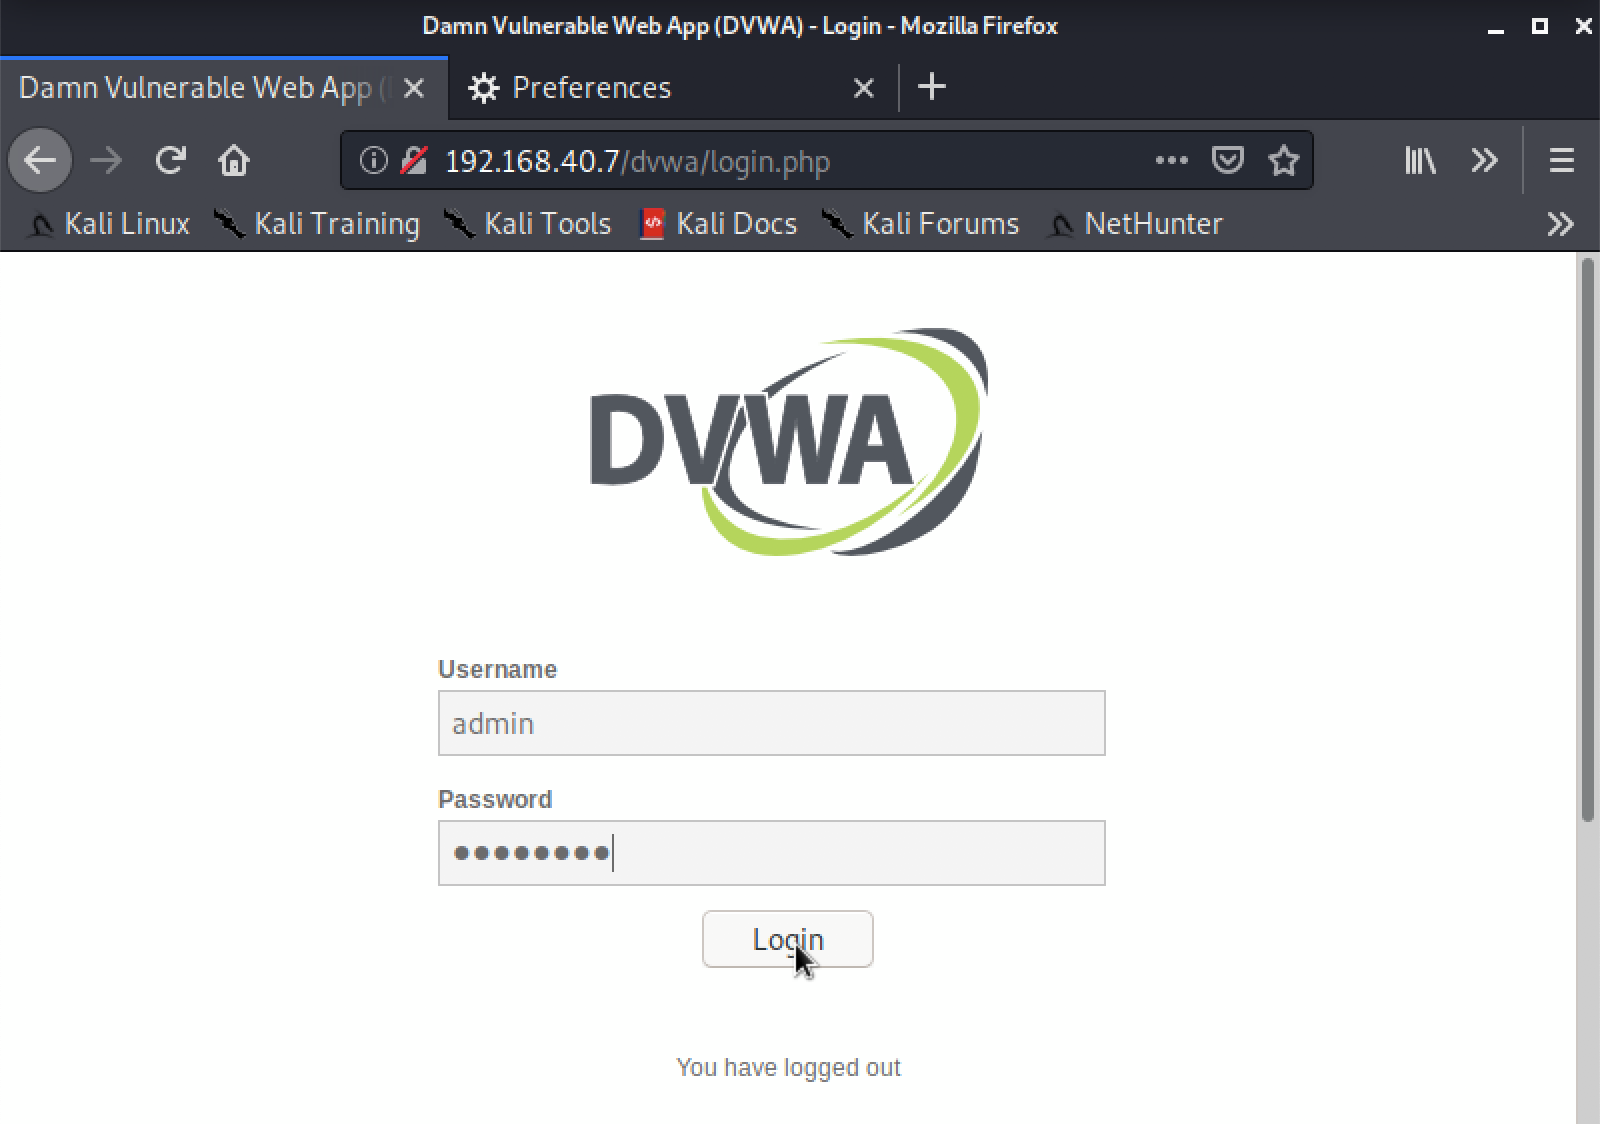 Damn Vulnerable Web App (DVWA) - Login - Mozilla Firefox
Damn Vulnerable Web App ( Preferences
192.168.40.7/dvwa/login.php
Kali Linux Kali Training Kali Tools Kali Docs Kali Forums NetHunter
DVWA
Username
admin
Password
Login
You have logged out